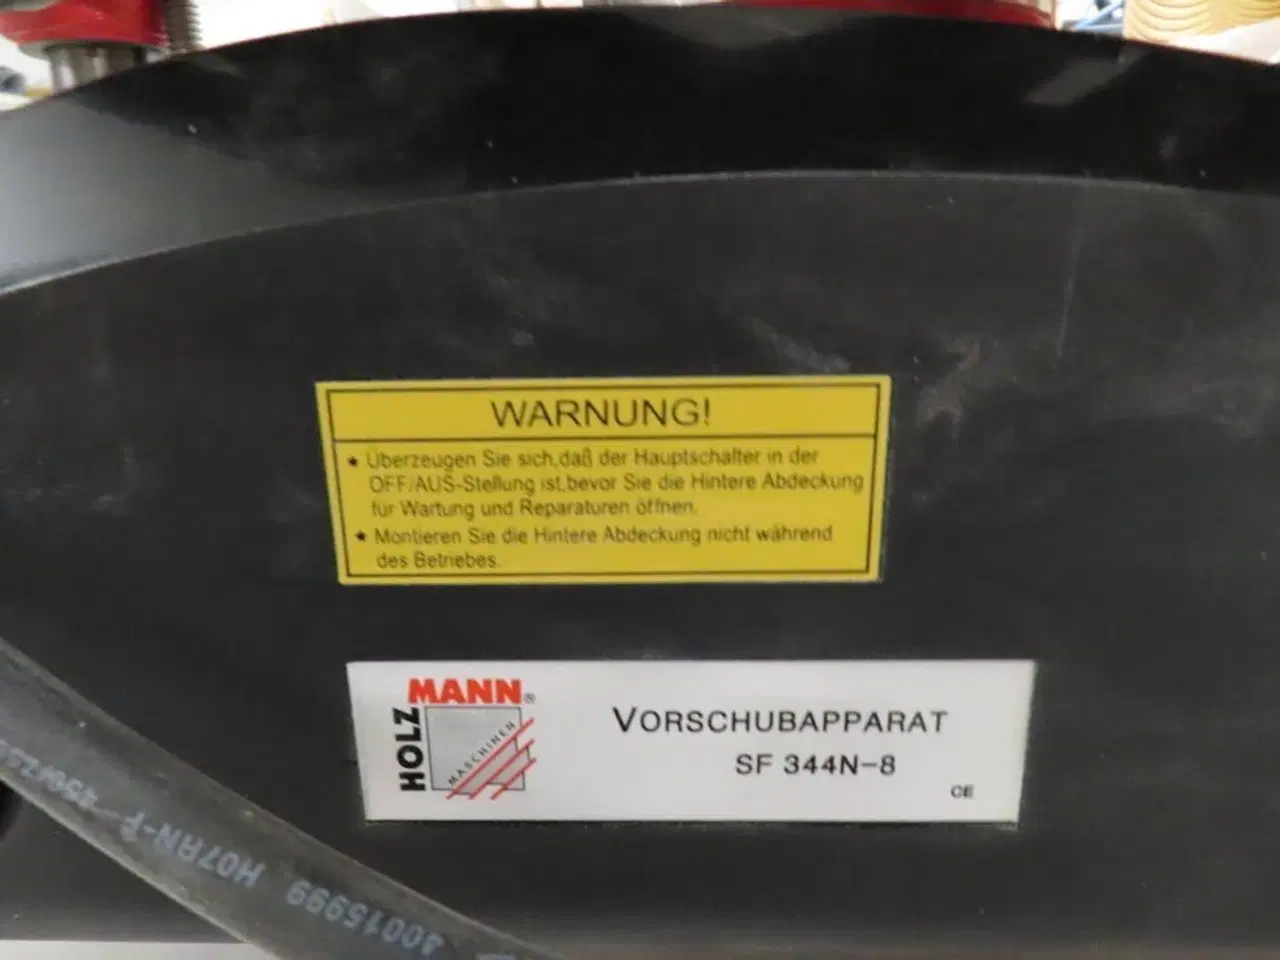 WARNUNG!
★ Uberzeugen Sie sich,daß der Hauptschalter in der
OFF/AUS-Stellung ist,bevor Sie die Hintere Abdeckung
für Wartung und Reparaturen öffnen.
★ Montieren Sie die Hintere Abdeckung nicht während
des Betriebes.
HOLZ
MANN®
MASCHINEN
VORSCHUBAPPARAT
SF 344N-8
CE
30015999 H07RN-F